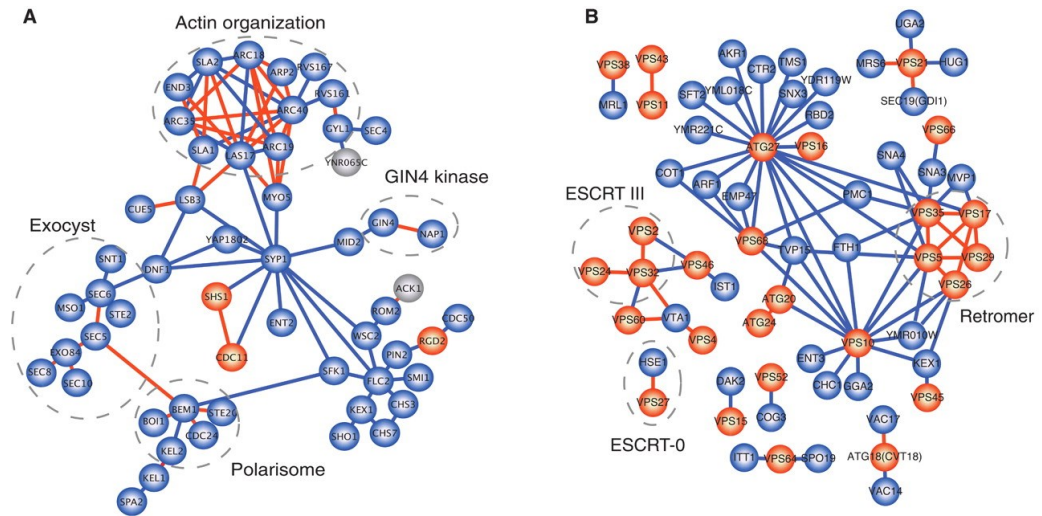 A
Actin organization
SLA2
ARC18
ARP2
RVS167
END3
RVS161
ARC40
ARC35
GYL1
SEC4
SLA1
LAS17
ARC19
YNR065C
GIN4 kinase
LSB3
MYO5
CUE5
GIN4
NAP1
Exocyst
YAP1802
MID2
SNT1
DNF1
SYP1
SEC6
SHS1
ACK1
MSO1
STE2
ROM2
ENT2
CDC50
SEC5
WSC2
RGD2
EXO84
CDC11
PIN2
SEC8
SEC10
SFK1
FLC2
SMI1
BEM1
STE20
KEX1
CHS3
BOI1
CDC24
SHO1
CHS7
KEL2
Polarisome
KEL1
SPA2
B
UGA2
VPS38
VPS43
AKR1
CTR2
TMS1
MRS6
VPS21
HUG1
MRL1
VPS11
SFT2
YML018C
SNX3
YDR119W
SEC19(GDI1)
RBD2
YMR221C
VPS66
ATG27
VPS16
SNA4
COT1
ARF1
EMP47
PMC1
SNA3
MVP1
ESCRT III
VPS35
VPS17
VPS2
VPS68
TVP15
FTH1
VPS5
VPS29
VPS24
VPS32
VPS46
IST1
VPS26
ATG20
Retromer
VPS60
VTA1
ATG24
VPS4
VPS10
YMR010W
HSE1
ENT3
KEX1
DAK2
VPS52
CHC1
GGA2
VPS27
VPS45
VPS15
COG3
ESCRT-0
VAC17
ITT1
VPS64
SPO19
ATG18(CVT18)
VAC14